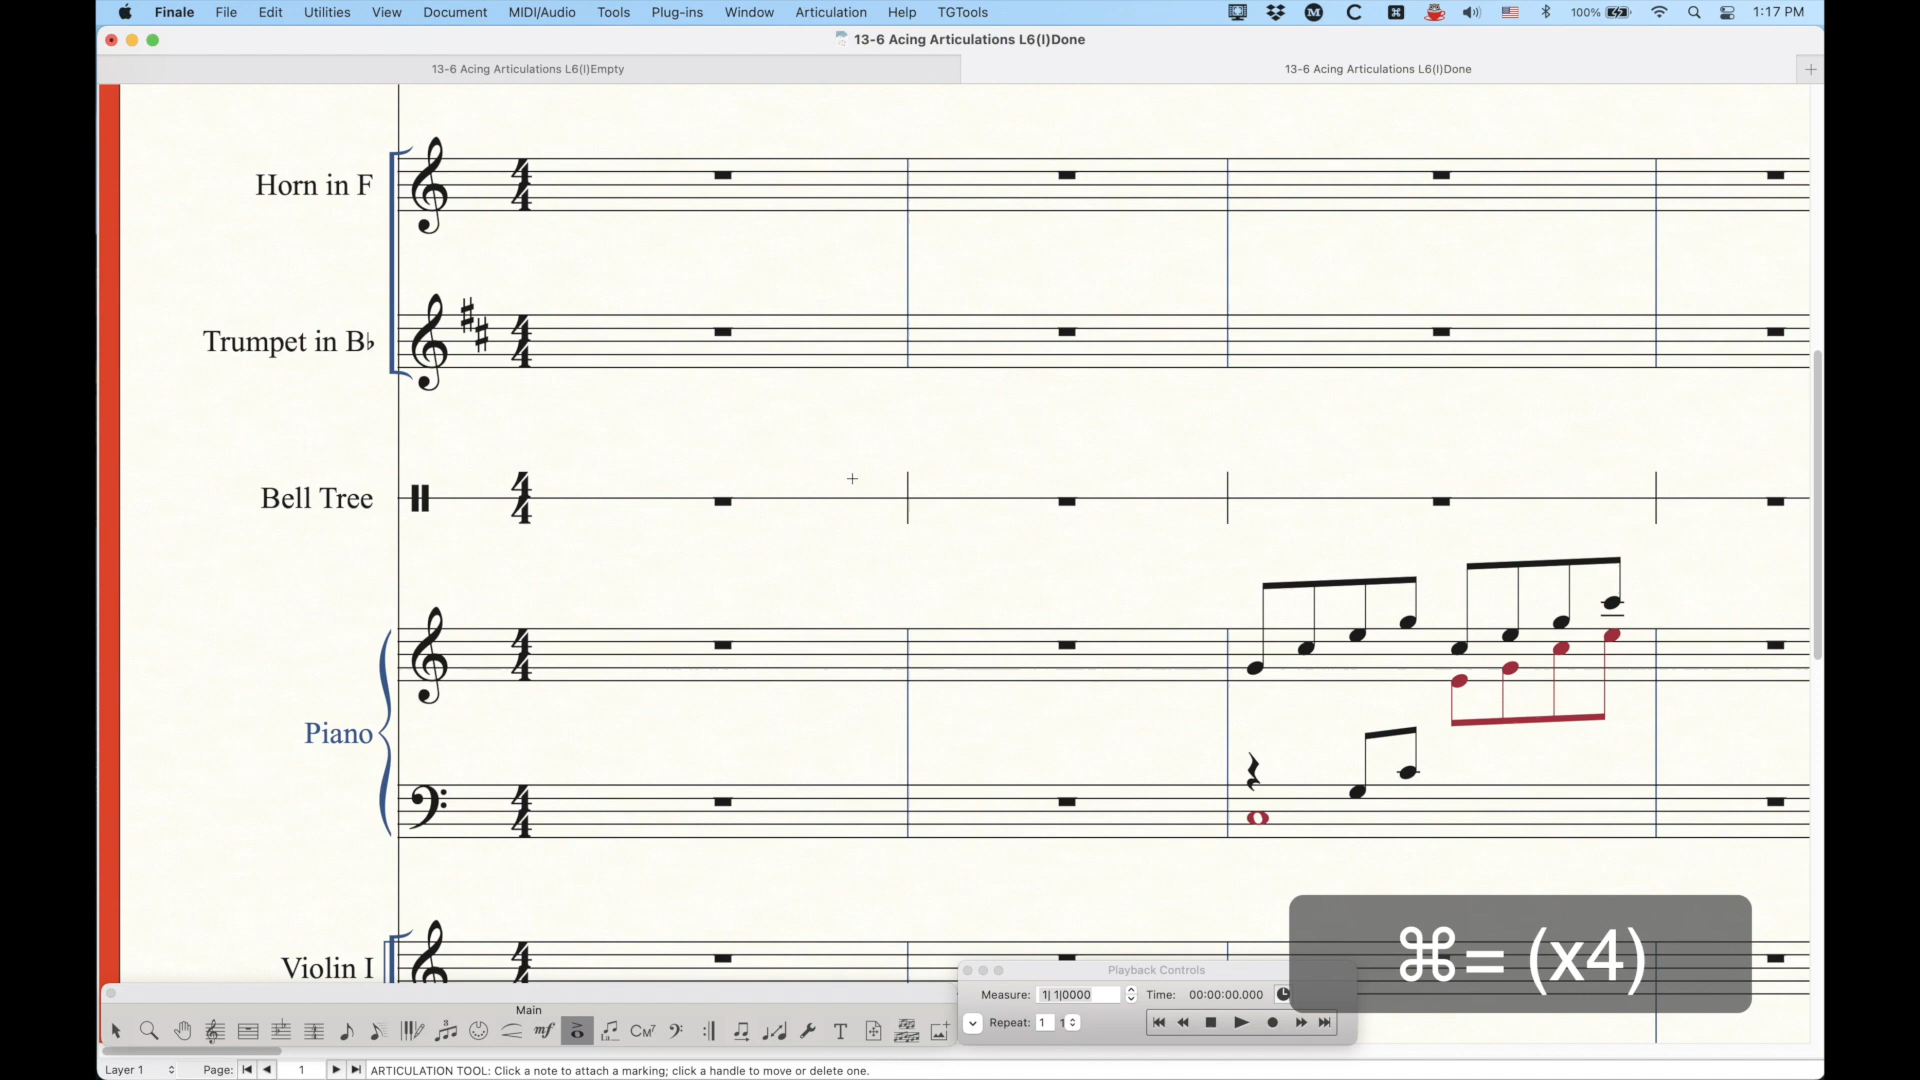 Finale File Edit Utilities View Document MIDI/Audio Tools Plug-ins Window Articulation Help TGTools 100% 1:17 PM
13-6 Acing Articulations L6(I)Done
13-6 Acing Articulations L6(I)Empty 13-6 Acing Articulations L6(I)Done
Horn in F
Trumpet in B♭
Bell Tree
Piano
Violin I
⌘= (x4)
Playback Controls
Measure: 1| 1|0000 Time: 00:00:00.000
Main
Repeat: 1 1
mf CM7 T
Layer 1 Page: 1 ARTICULATION TOOL: Click a note to attach a marking; click a handle to move or delete one.